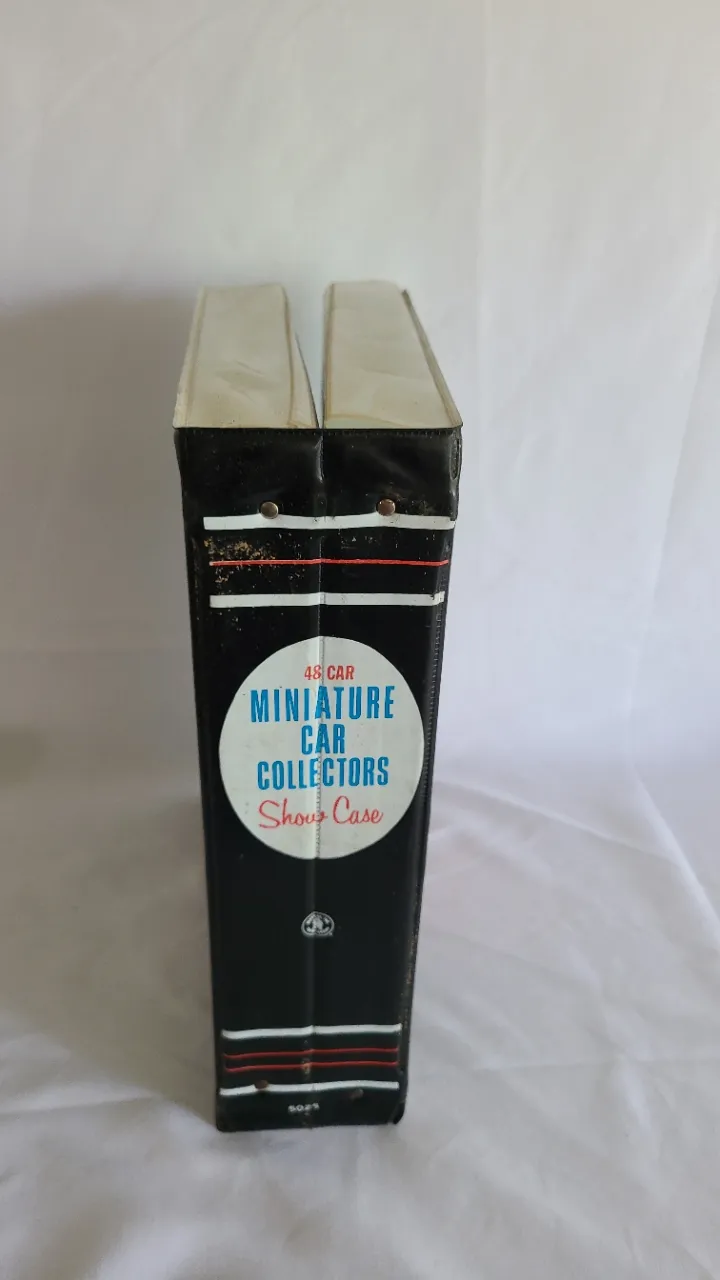 48 CAR
MINIATURE
CAR
COLLECTORS
Show Case
5025